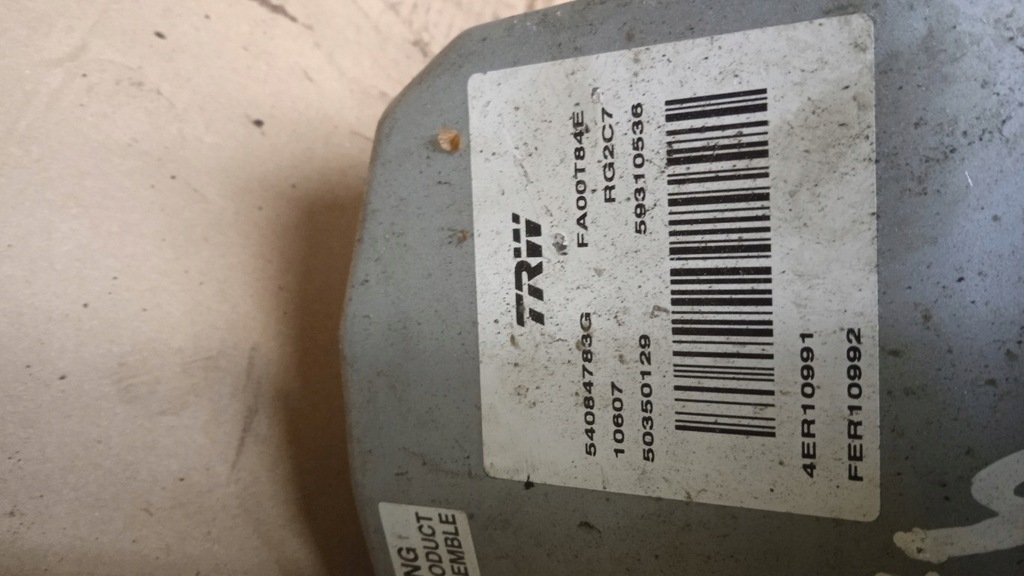 TRW
54084783G FA00T84E
10607 RG2C7
50350129 59310536
4ER10991
FER10992
NG
ODUCT
EMBLE